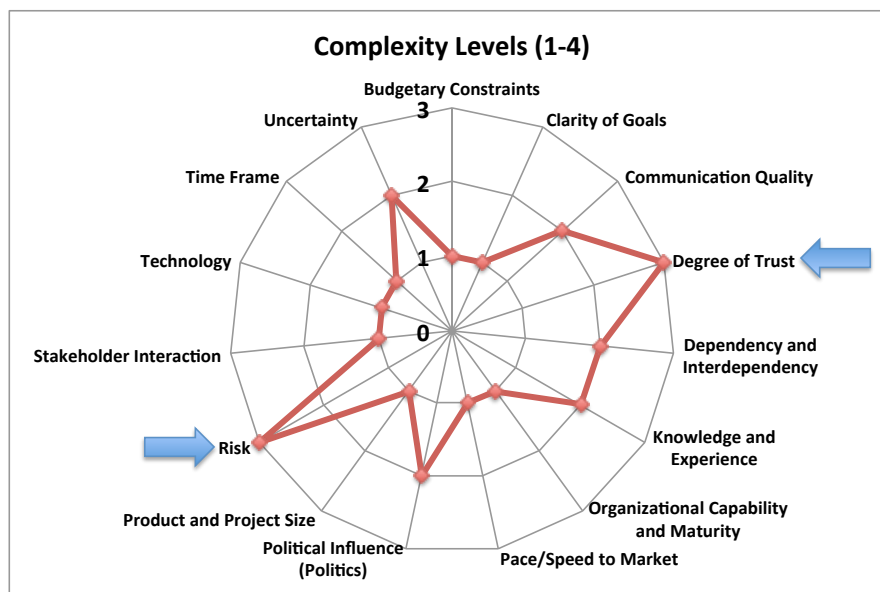 Complexity Levels (1-4)
Budgetary Constraints
3
Uncertainty
Clarity of Goals
Time Frame
2
Communication Quality
Technology
1
Degree of Trust
0
Stakeholder Interaction
Dependency and
Interdependency
Risk
Knowledge and
Experience
Product and Project Size
Organizational Capability
and Maturity
Political Influence
(Politics)
Pace/Speed to Market